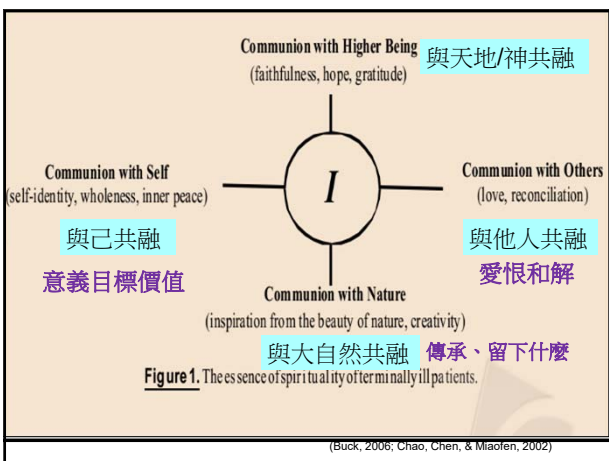 Communion with Higher Being 與天地/神共融
(faithfulness, hope, gratitude)
Communion with Self
(self-identity, wholeness, inner peace)
與己共融
意義目標價值
I
Communion with Others
(love, reconciliation)
與他人共融
愛恨和解
Communion with Nature
(inspiration from the beauty of nature, creativity)
與大自然共融 傳承、留下什麼
Figure 1. The essence of spirituality of terminally ill patients.
(Buck, 2006; Chao, Chen, & Miaofen, 2002)